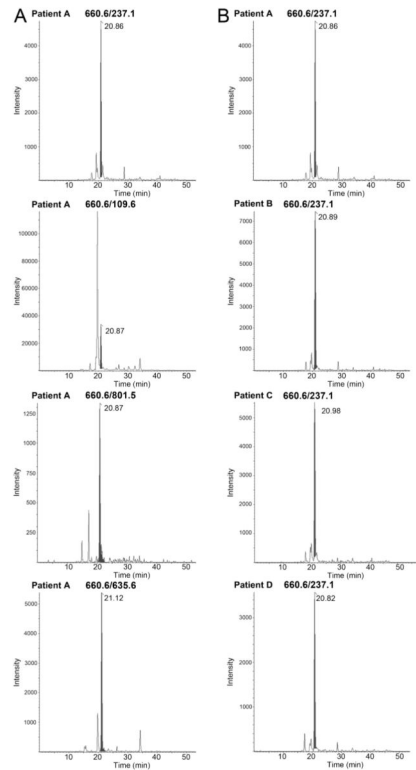 A
Patient A 660.6/237.1
20.86
Intensity
4000
3000
2000
1000
10 20 30 40 50
Time (min)
Patient A 660.6/109.6
Intensity
100000
80000
60000
40000
20000
20.87
10 20 30 40 50
Time (min)
Patient A 660.6/801.5
20.87
Intensity
1250
1000
750
500
250
10 20 30 40 50
Time (min)
Patient A 660.6/635.6
21.12
Intensity
5000
4000
3000
2000
1000
10 20 30 40 50
Time (min)
B
Patient A 660.6/237.1
20.86
Intensity
4000
3000
2000
1000
10 20 30 40 50
Time (min)
Patient B 660.6/237.1
20.89
Intensity
7000
6000
5000
4000
3000
2000
1000
10 20 30 40 50
Time (min)
Patient C 660.6/237.1
20.98
Intensity
5000
4000
3000
2000
1000
10 20 30 40 50
Time (min)
Patient D 660.6/237.1
20.82
Intensity
3000
2000
1000
10 20 30 40 50
Time (min)